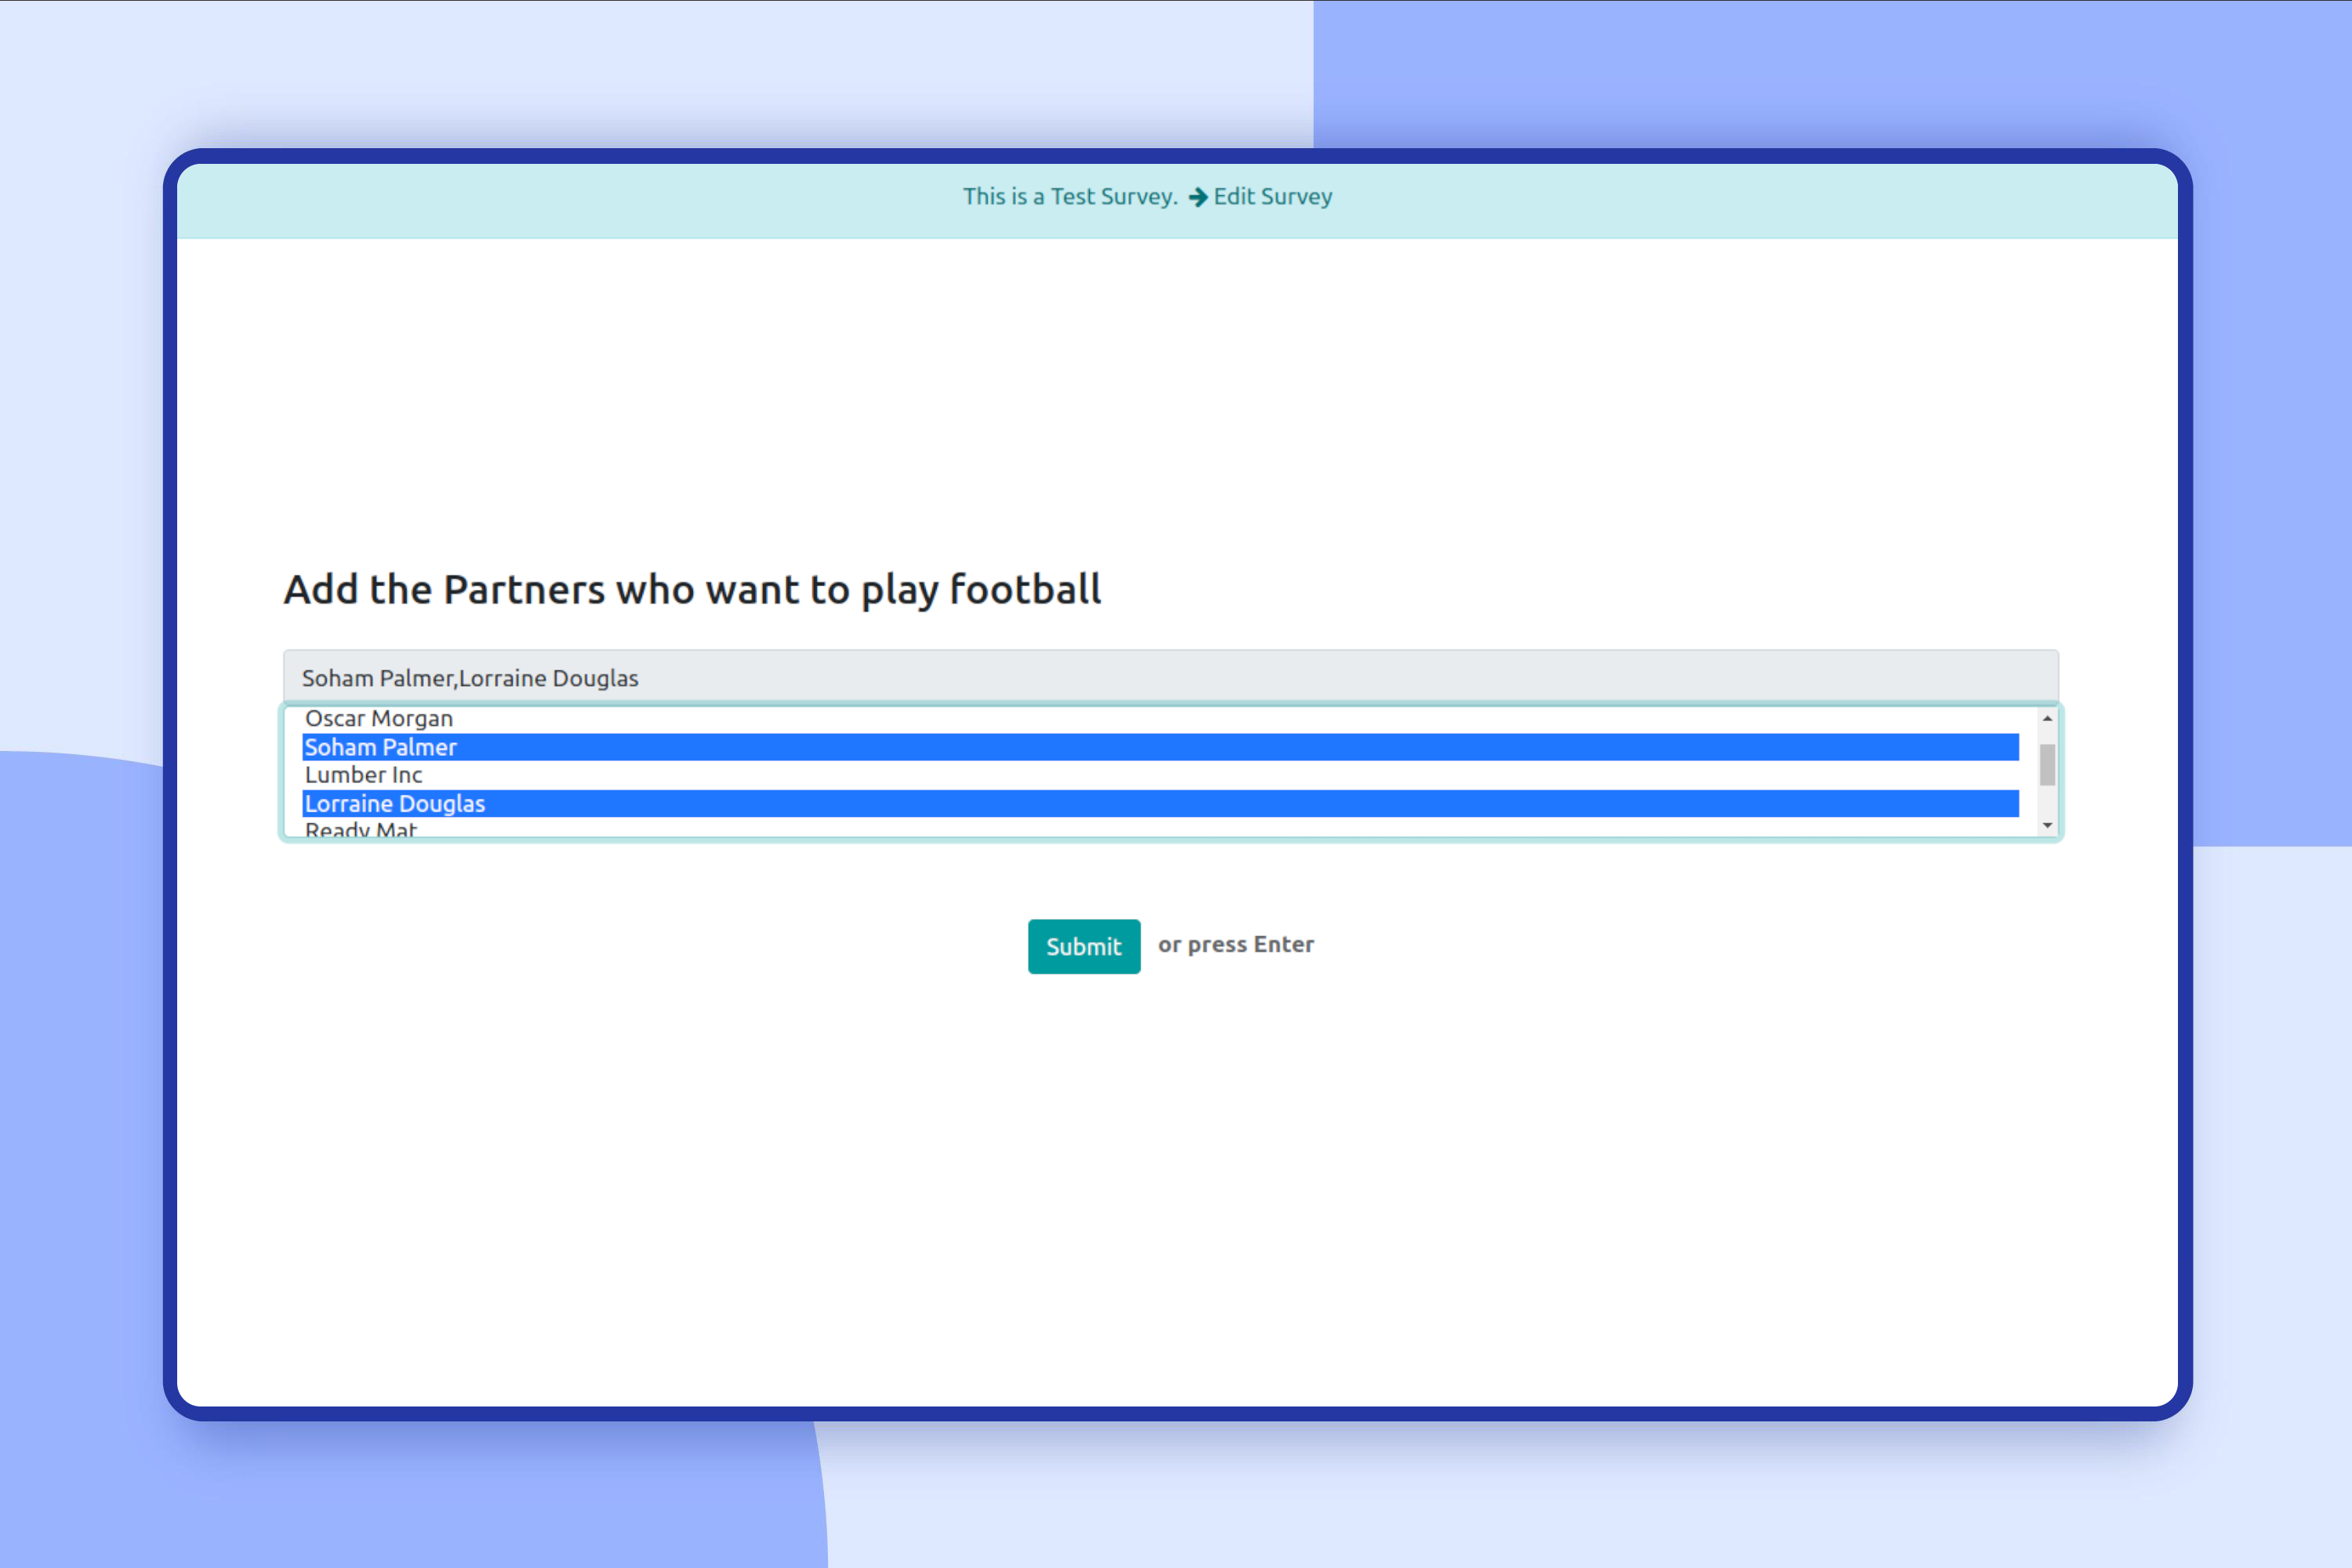 This is a Test Survey. Edit Survey
Add the Partners who want to play football
Soham Palmer,Lorraine Douglas
Oscar Morgan
Soham Palmer
Lumber Inc
Lorraine Douglas
Ready Mat
Submit or press Enter